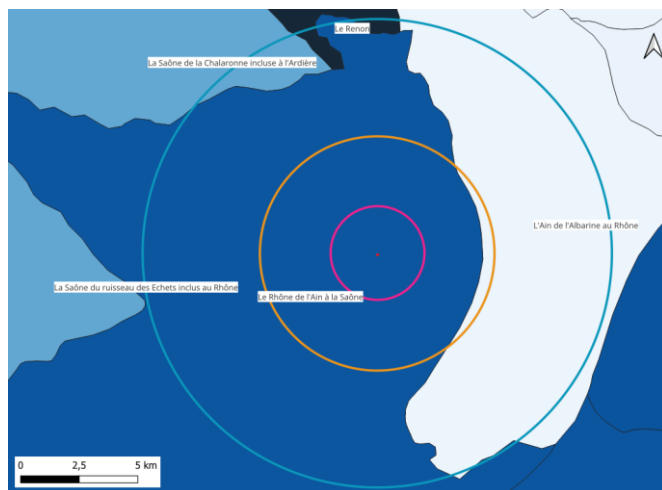 Le Renon
La Saône de la Chalaronne incluse à l'Ardière
L'Ain de l'Albarine au Rhône
La Saône du ruisseau des Echets inclus au Rhône
Le Rhône de l'Ain à la Saône
0 2,5 5 km